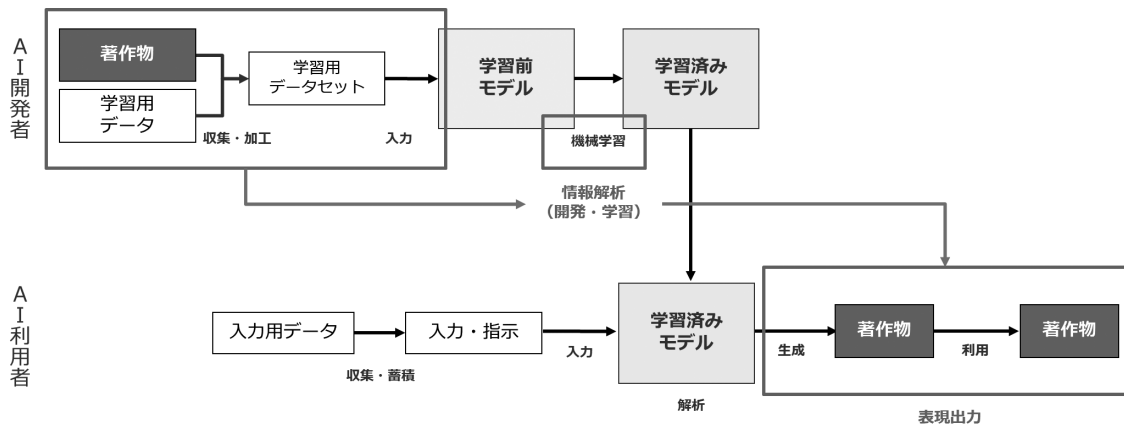 AI開発者
著作物
学習用
データ
収集・加工
学習用
データセット
入力
学習前
モデル
機械学習
学習済み
モデル
情報解析
（開発・学習）
AI利用者
入力用データ
収集・蓄積
入力・指示
入力
学習済み
モデル
解析
生成
著作物
利用
著作物
表現出力